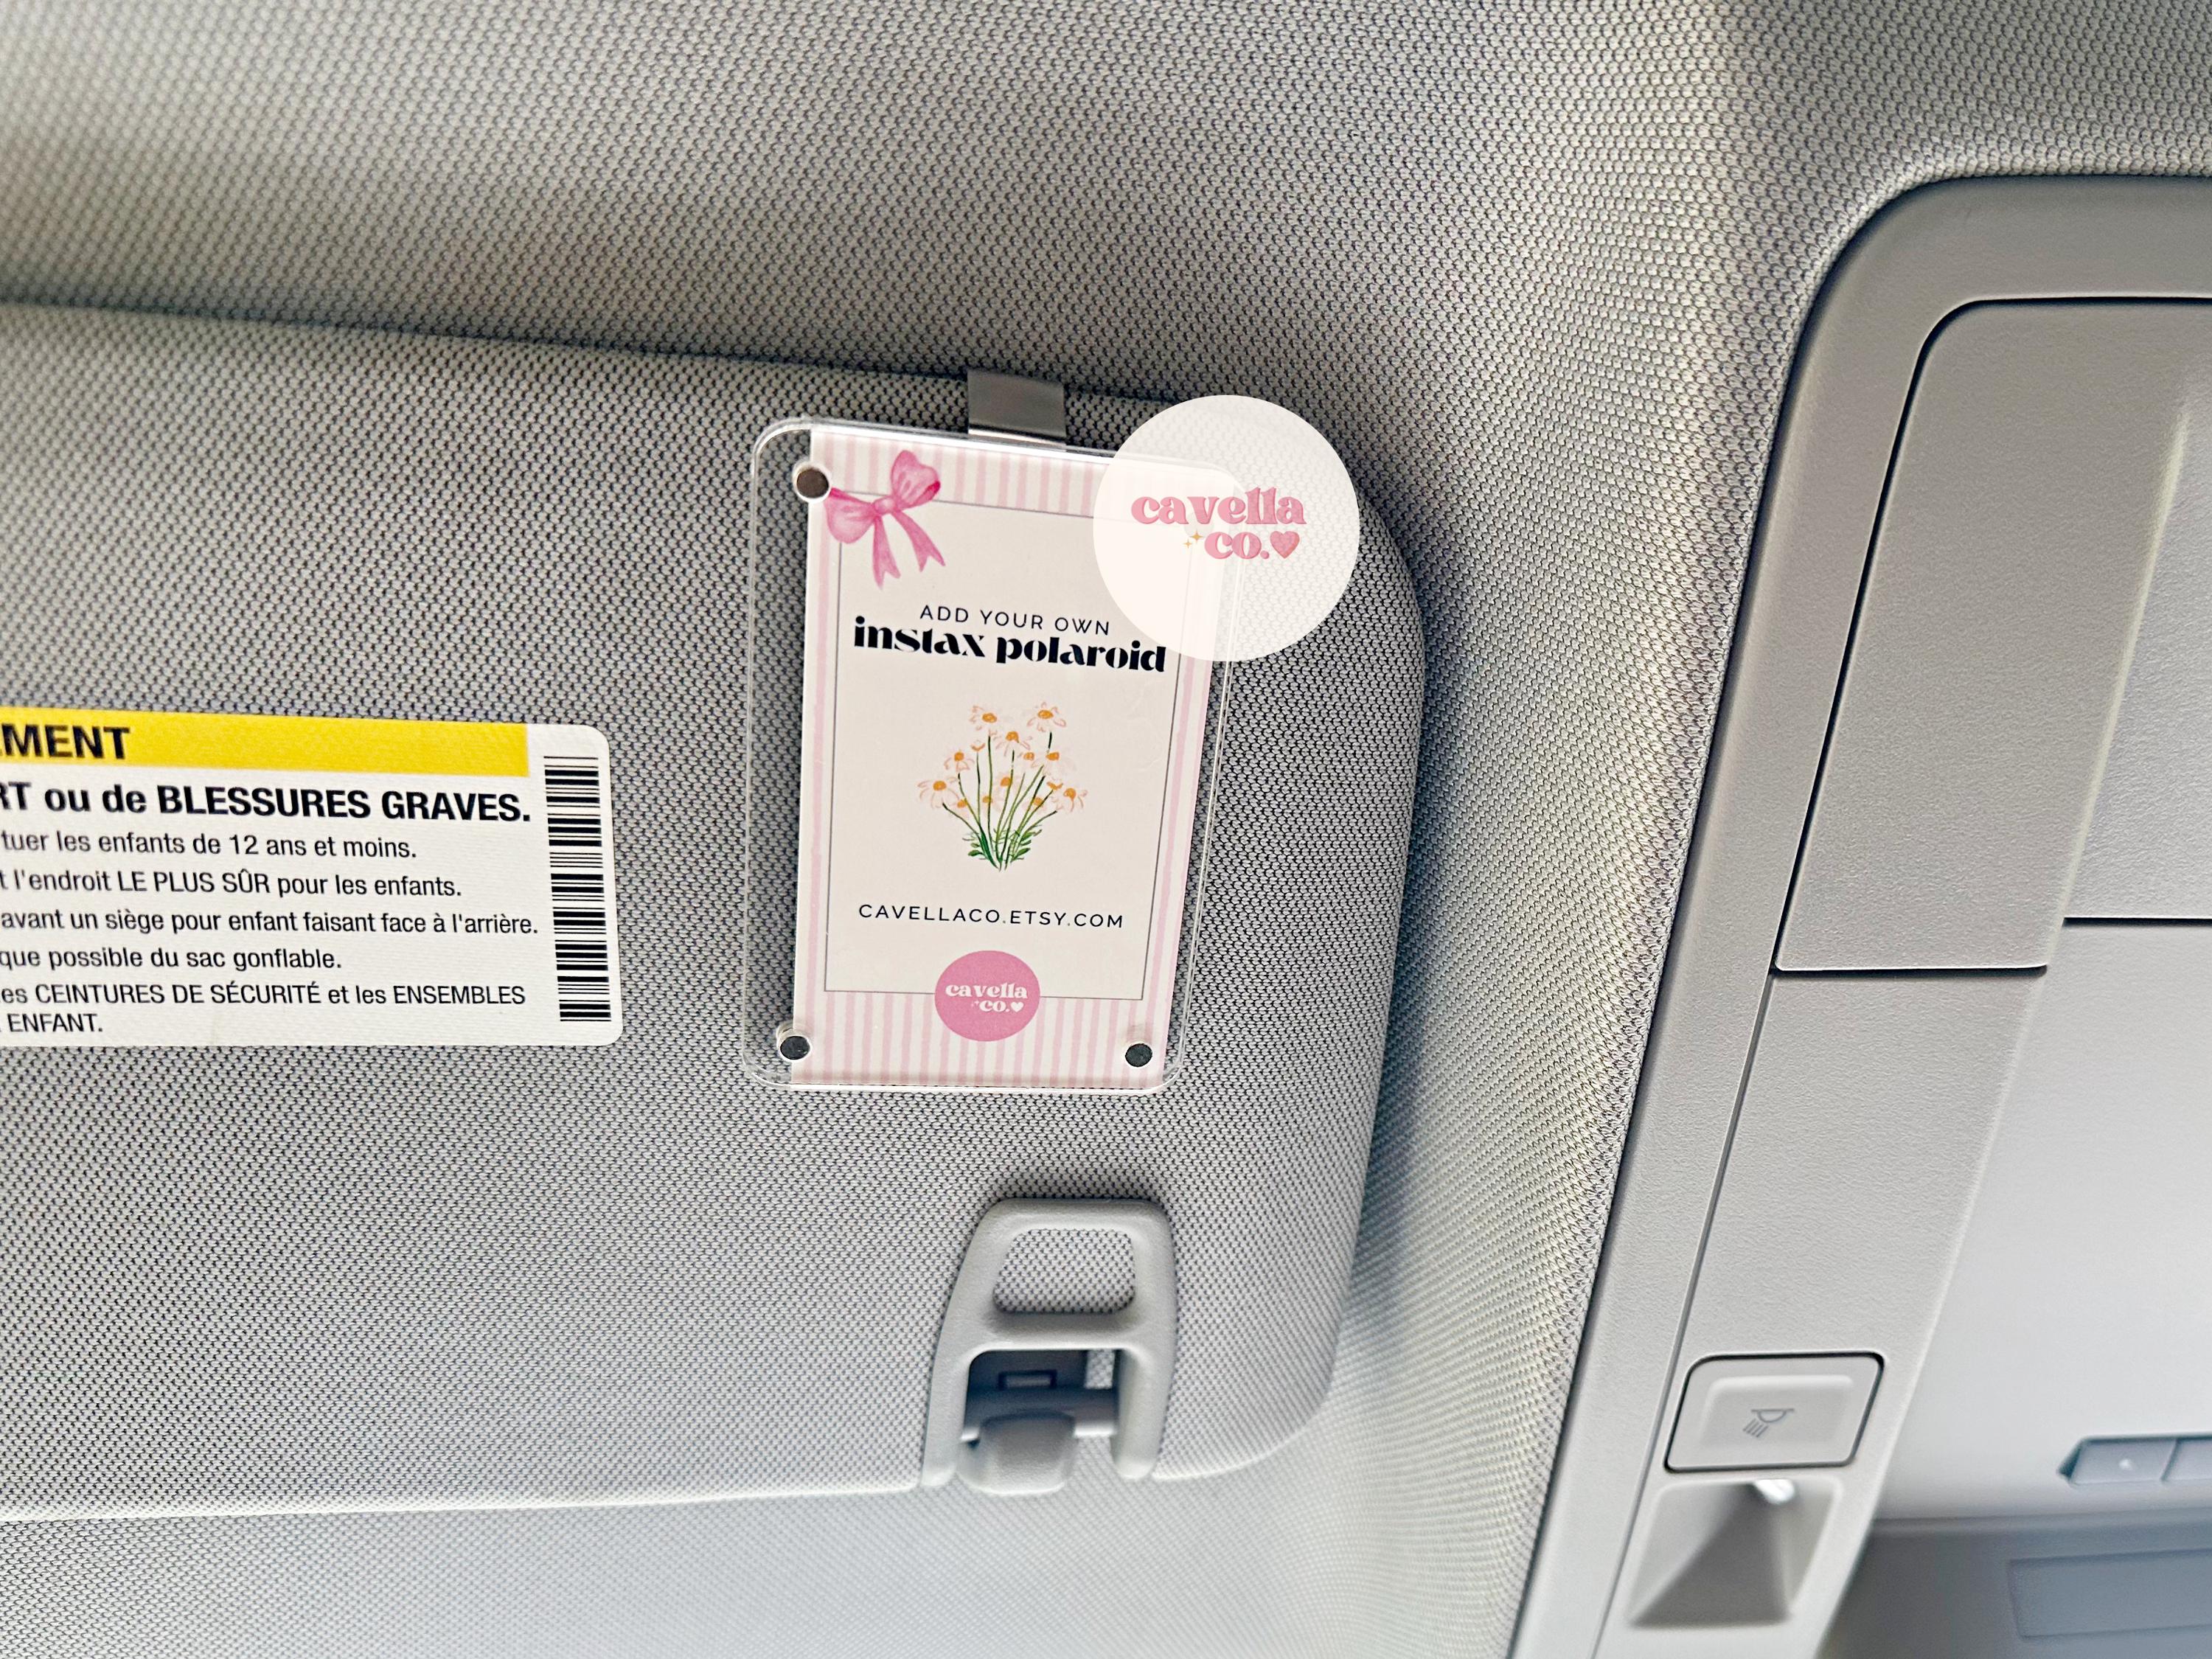 MENT
RT ou de BLESSURES GRAVES.
tuer les enfants de 12 ans et moins.
t l'endroit LE PLUS SÛR pour les enfants.
avant un siège pour enfant faisant face à l'arrière.
que possible du sac gonflable.
es CEINTURES DE SÉCURITÉ et les ENSEMBLES
ENFANT.
cavella
co.
ADD YOUR OWN
instax polaroid
CAVELLACO.ETSY.COM
cavella
co.